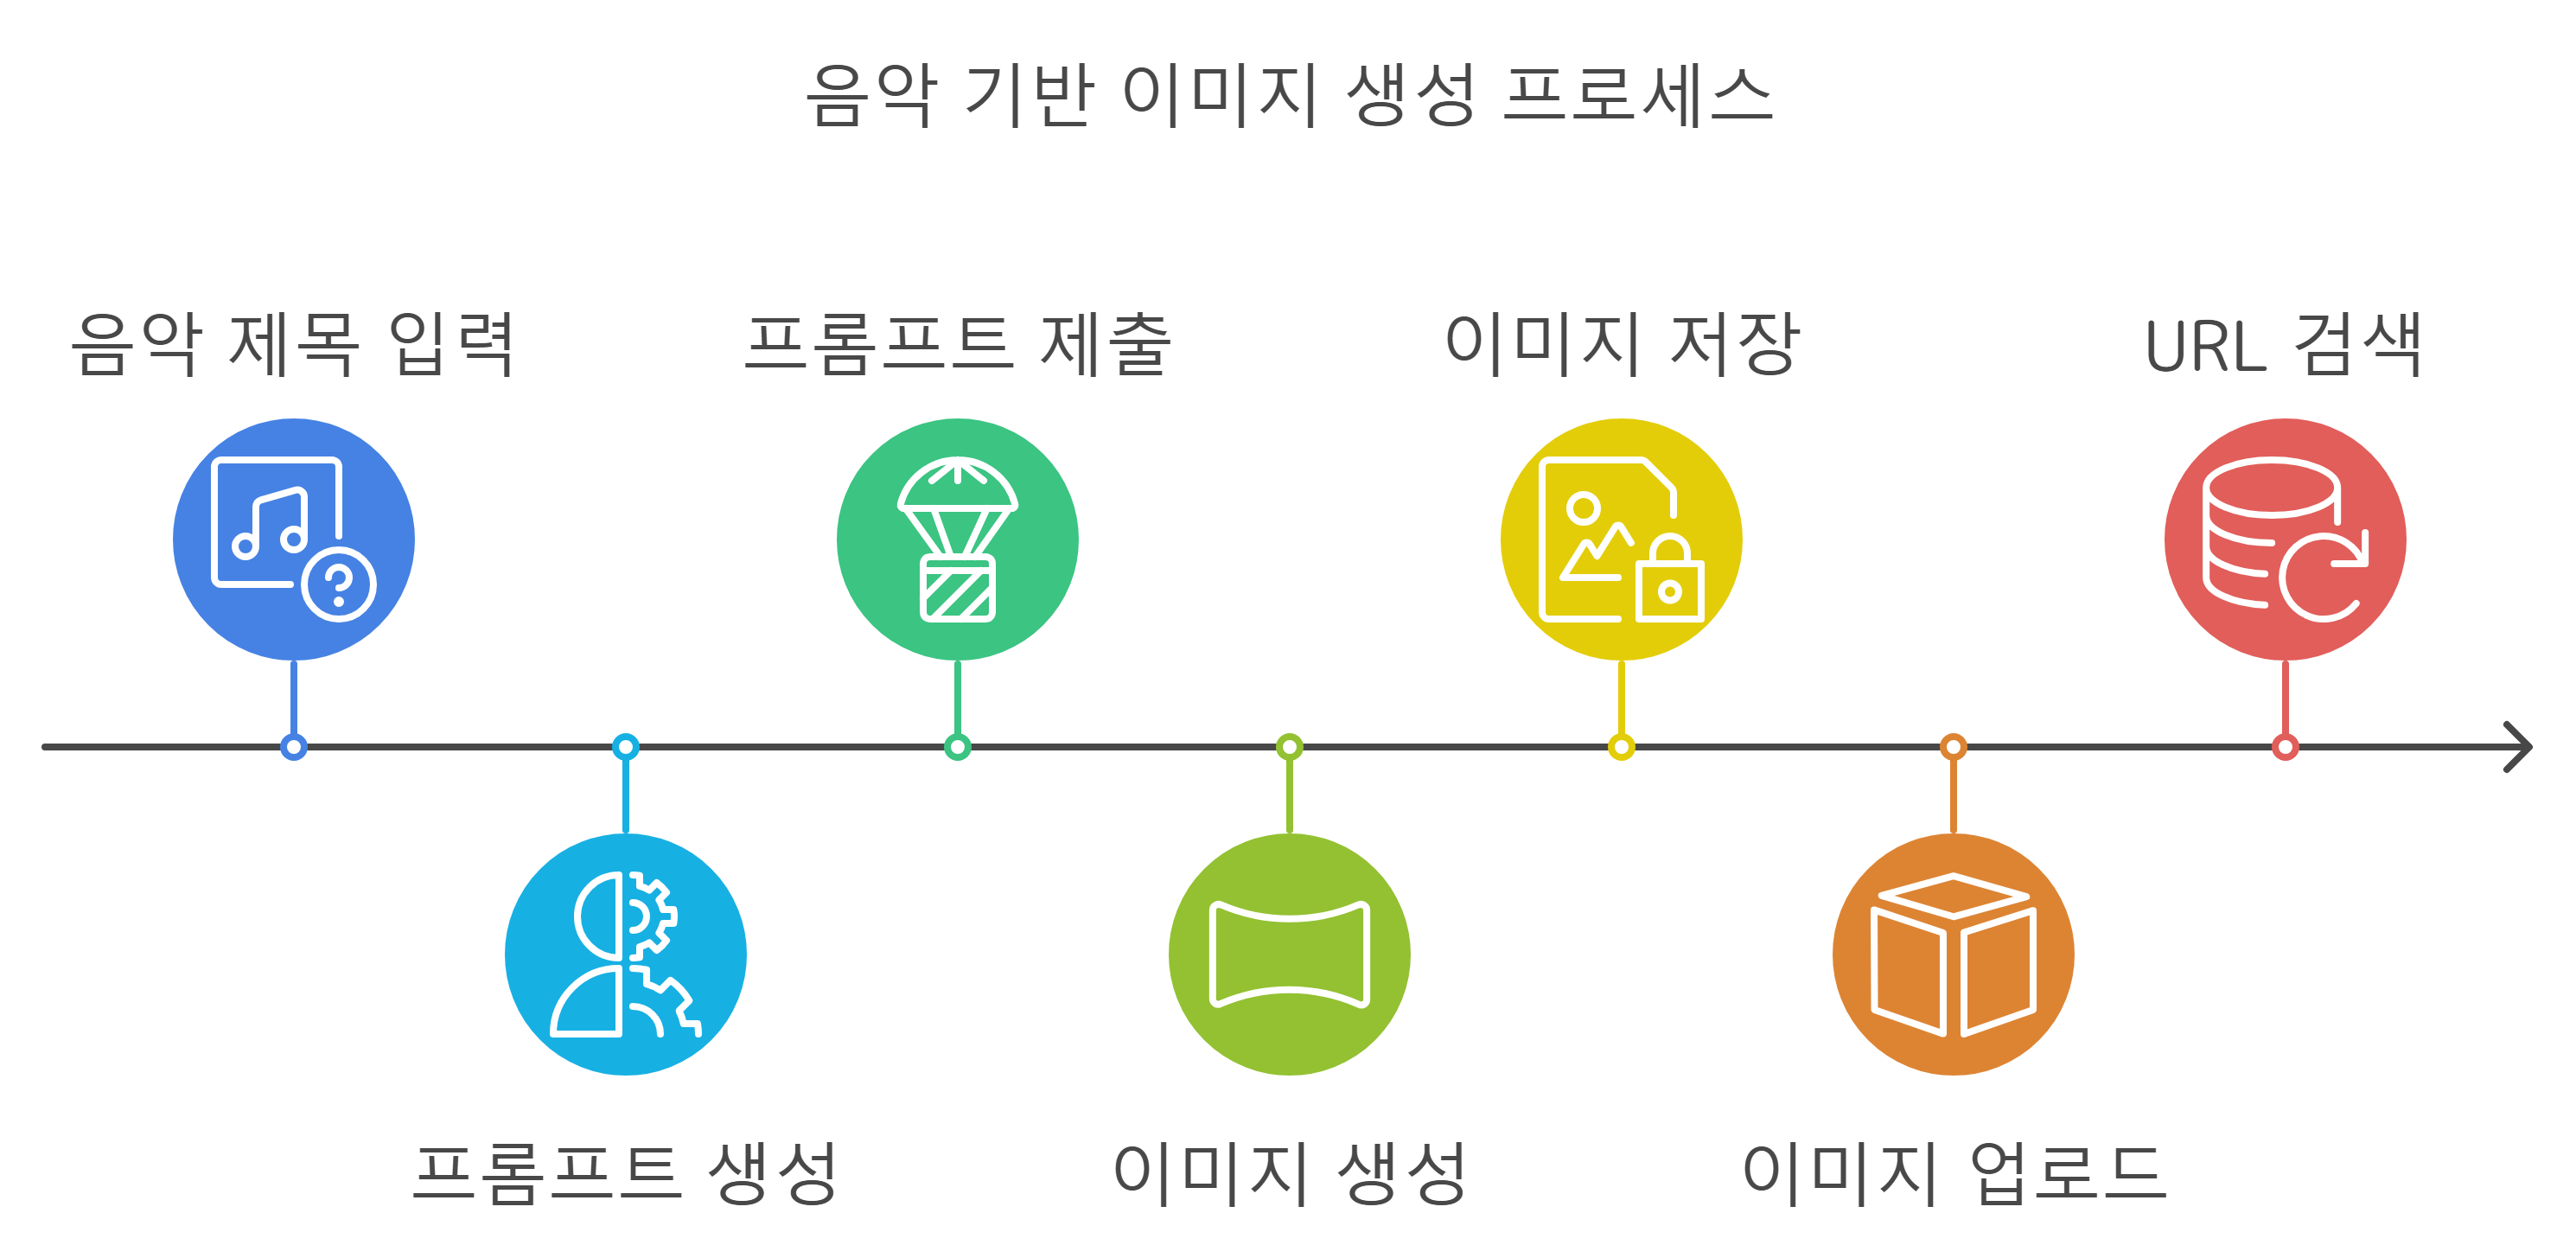 음악 기반 이미지 생성 프로세스
음악 제목 입력
프롬프트 생성
프롬프트 제출
이미지 생성
이미지 저장
이미지 업로드
URL 검색